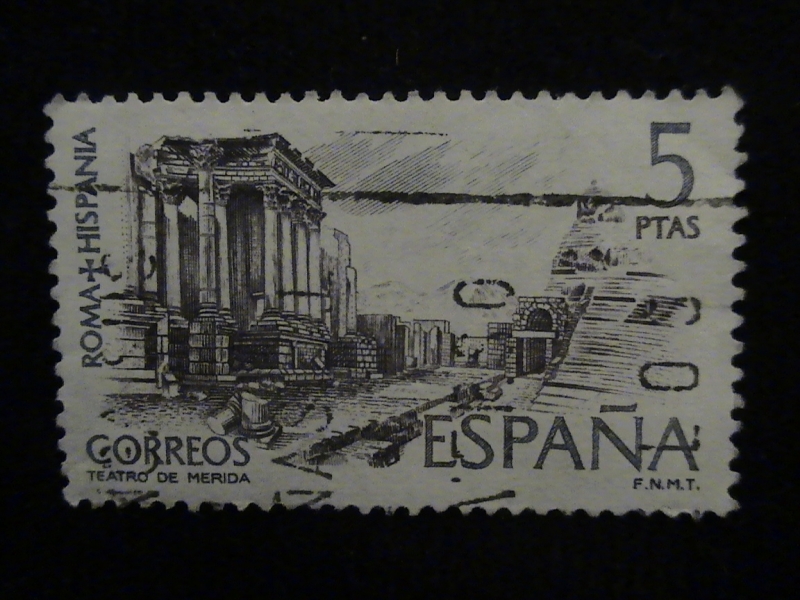 ROMA + HISPANIA
5
PTAS
CORREOS
TEATRO DE MERIDA
ESPAÑA
F.N.M.T.